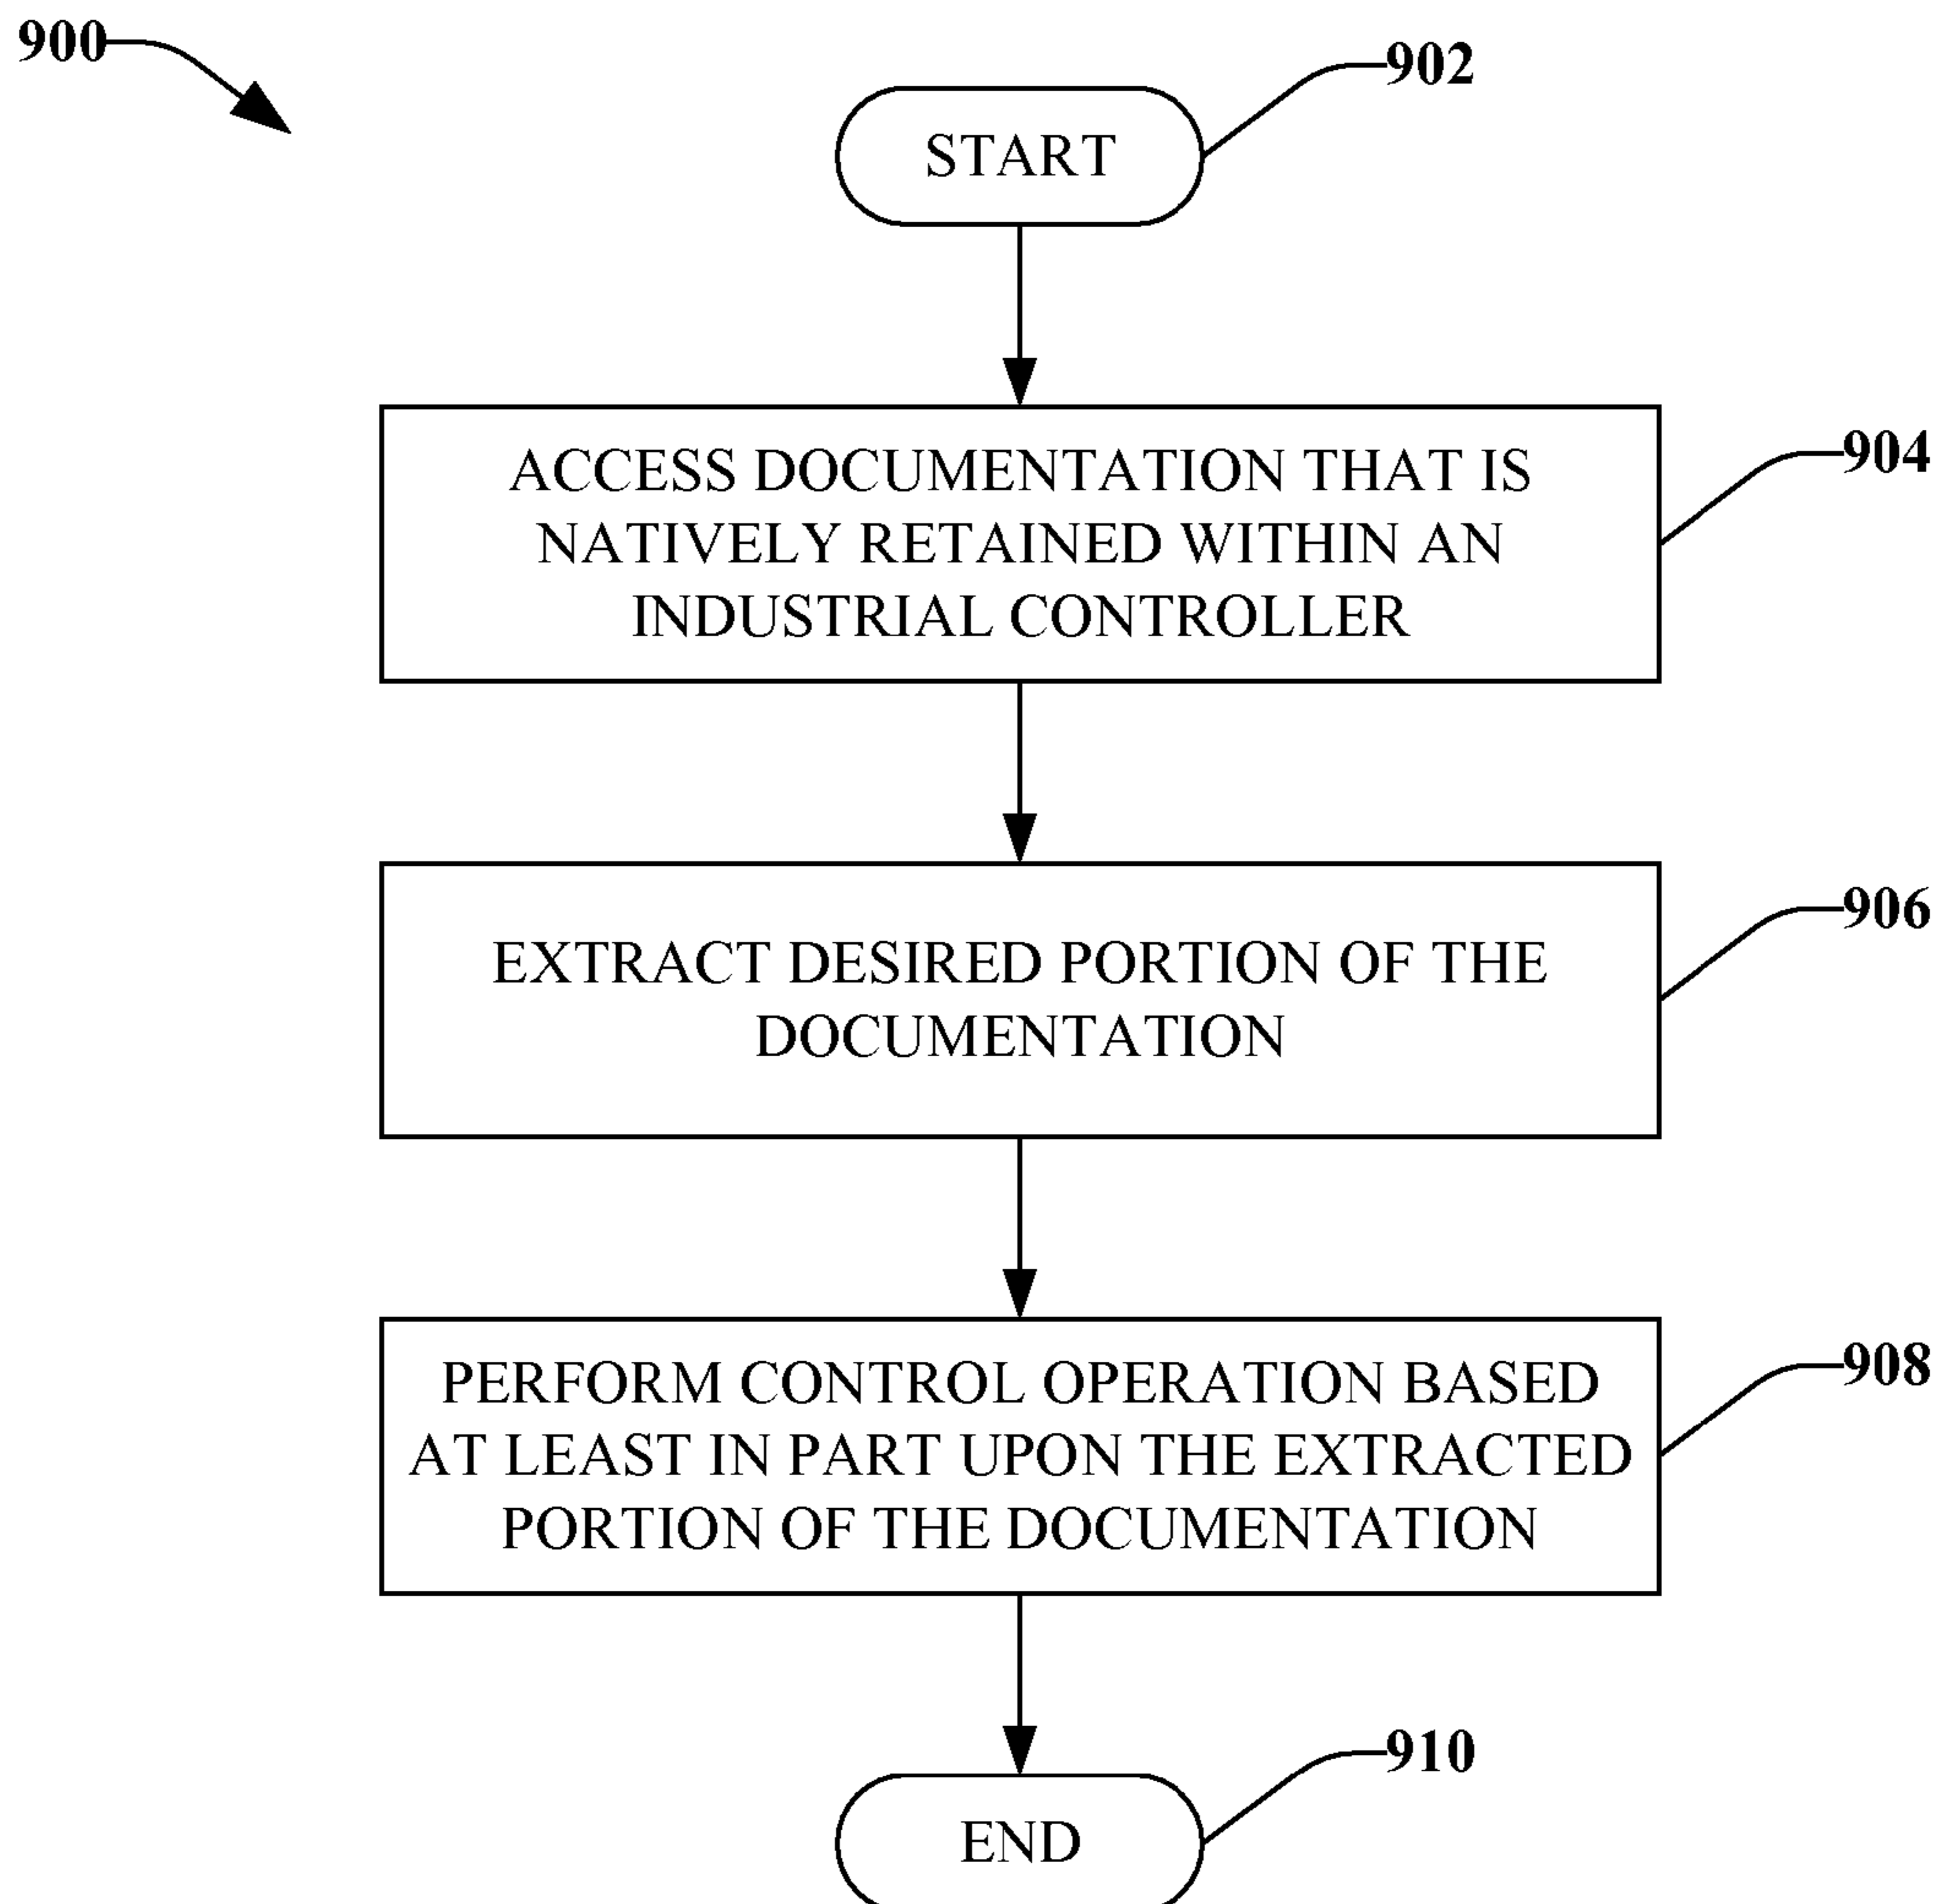 900
902
START
904
ACCESS DOCUMENTATION THAT IS
NATIVELY RETAINED WITHIN AN
INDUSTRIAL CONTROLLER
906
EXTRACT DESIRED PORTION OF THE
DOCUMENTATION
908
PERFORM CONTROL OPERATION BASED
AT LEAST IN PART UPON THE EXTRACTED
PORTION OF THE DOCUMENTATION
910
END